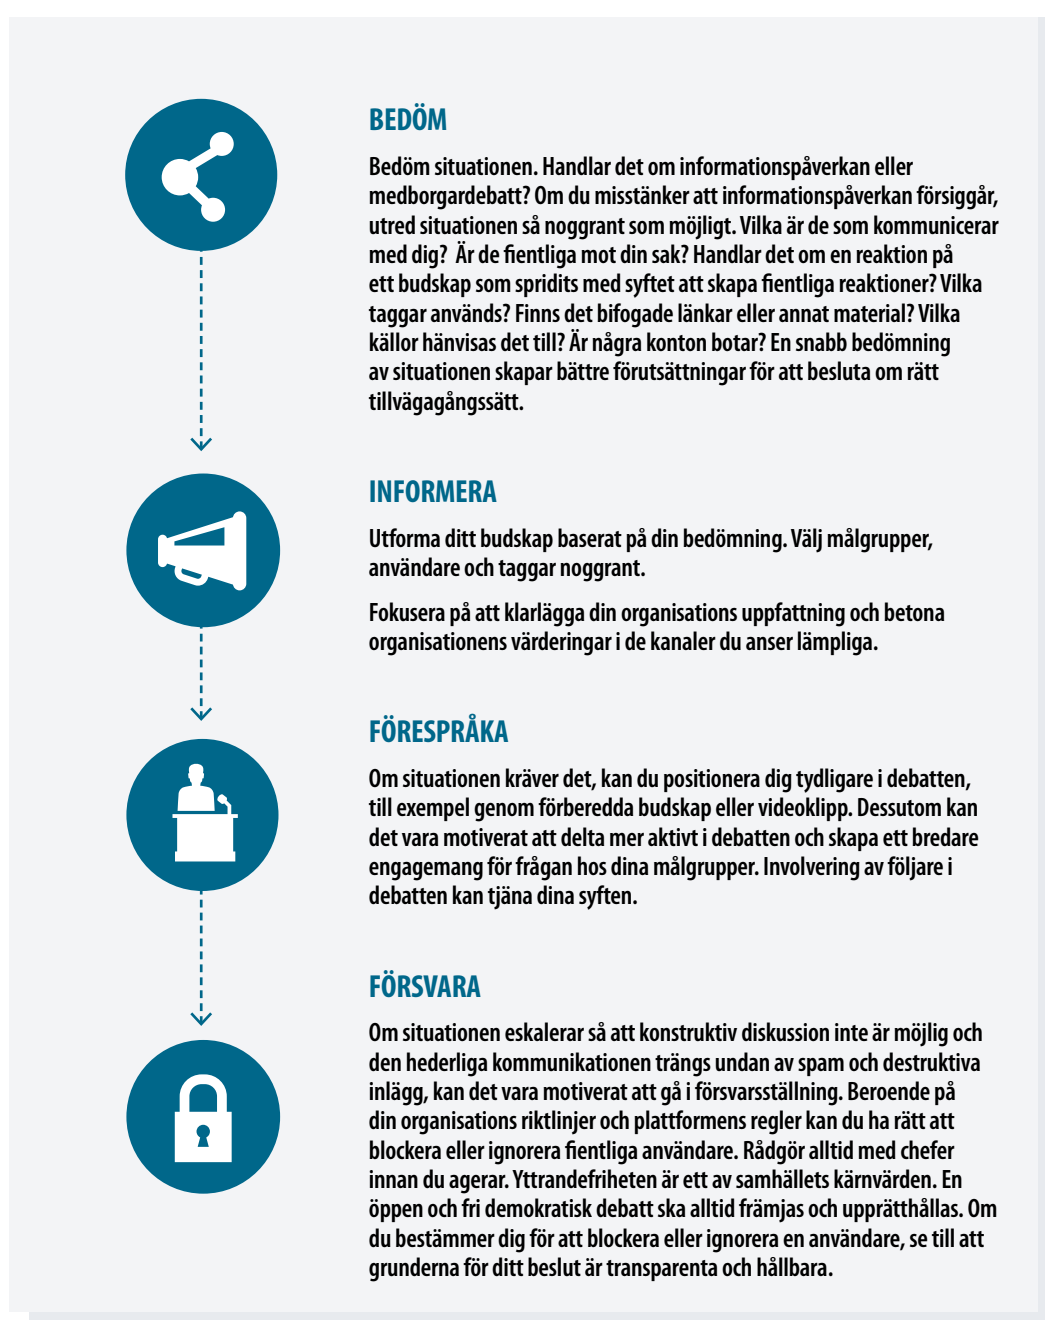 BEDÖM
Bedöm situationen. Handlar det om informationspåverkan eller
medborgardebatt? Om du misstänker att informationspåverkan försiggår,
utred situationen så noggrant som möjligt. Vilka är de som kommunicerar
med dig?  Är de fientliga mot din sak? Handlar det om en reaktion på
ett budskap som spridits med syftet att skapa fientliga reaktioner? Vilka
taggar används? Finns det bifogade länkar eller annat material? Vilka
källor hänvisas det till? Är några konton botar? En snabb bedömning
av situationen skapar bättre förutsättningar för att besluta om rätt
tillvägagångssätt.
INFORMERA
Utforma ditt budskap baserat på din bedömning. Välj målgrupper,
användare och taggar noggrant.
Fokusera på att klarlägga din organisations uppfattning och betona
organisationens värderingar i de kanaler du anser lämpliga.
FÖRESPRÅKA
Om situationen kräver det, kan du positionera dig tydligare i debatten,
till exempel genom förberedda budskap eller videoklipp. Dessutom kan
det vara motiverat att delta mer aktivt i debatten och skapa ett bredare
engagemang för frågan hos dina målgrupper. Involvering av följare i
debatten kan tjäna dina syften.
FÖRSVARA
Om situationen eskalerar så att konstruktiv diskussion inte är möjlig och
den hederliga kommunikationen trängs undan av spam och destruktiva
inlägg, kan det vara motiverat att gå i försvarsställning. Beroende på
din organisations riktlinjer och plattformens regler kan du ha rätt att
blockera eller ignorera fientliga användare. Rådgör alltid med chefer
innan du agerar. Yttrandefriheten är ett av samhällets kärnvärden. En
öppen och fri demokratisk debatt ska alltid främjas och upprätthållas. Om
du bestämmer dig för att blockera eller ignorera en användare, se till att
grunderna för ditt beslut är transparenta och hållbara.